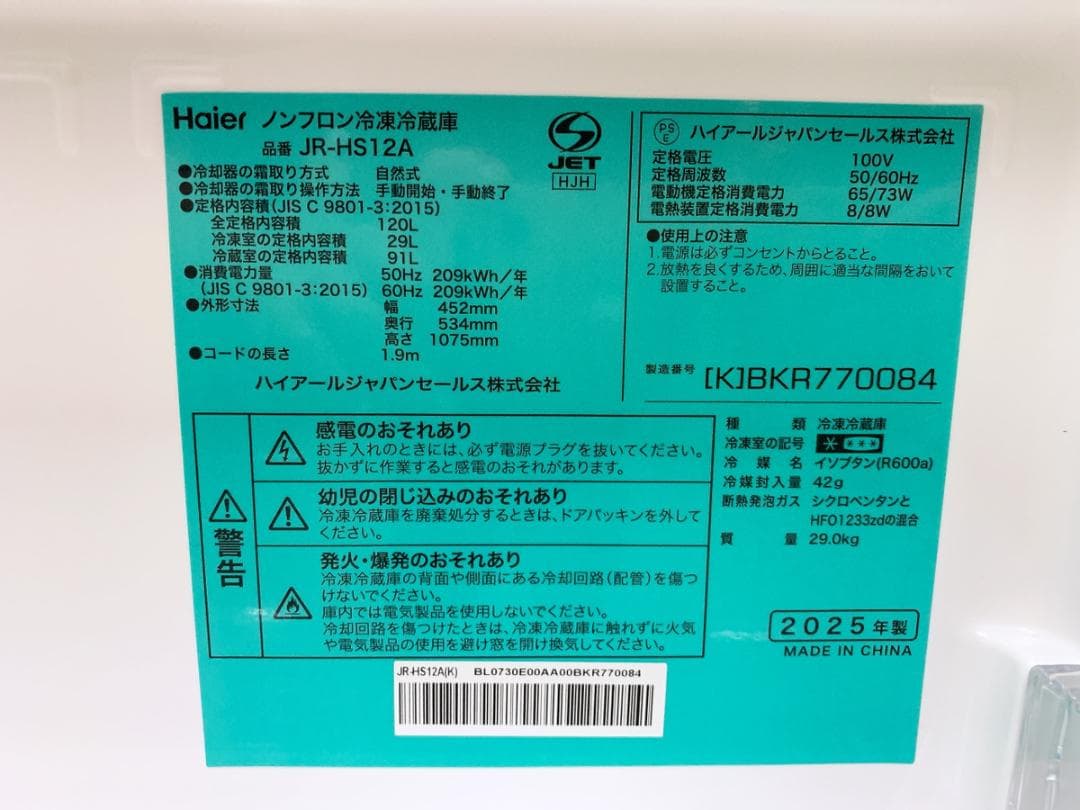 Haier ノンフロン冷凍冷蔵庫
品番 JR-HS12A
●冷却器の霜取り方式 自然式
●冷却器の霜取り操作方法 手動開始・手動終了
●定格内容積(JIS C 9801-3:2015)
全定格内容積 120L
冷凍室の定格内容積 29L
冷蔵室の定格内容積 91L
●消費電力量 50Hz 209kWh/年
(JIS C 9801-3:2015) 60Hz 209kWh/年
●外形寸法 幅 452mm
奥行 534mm
高さ 1075mm
●コードの長さ 1.9m
ハイアールジャパンセールス株式会社
JET
HJH
PS
E
ハイアールジャパンセールス株式会社
定格電圧 100V
定格周波数 50/60Hz
電動機定格消費電力 65/73W
電熱装置定格消費電力 8/8W
●使用上の注意
1.電源は必ずコンセントからとること。
2.放熱を良くするため、周囲に適当な間隔をおいて
設置すること。
製造番号 [K]BKR770084
警告
感電のおそれあり
お手入れのときには、必ず電源プラグを抜いてください。
抜かずに作業すると感電のおそれがあります。
幼児の閉じ込みのおそれあり
冷凍冷蔵庫を廃棄処分するときは、ドアパッキンを外して
ください。
発火・爆発のおそれあり
冷凍冷蔵庫の背面や側面にある冷却回路(配管)を傷つ
けないでください。
庫内では電気製品を使用しないでください。
冷却回路を傷つけたときは、冷凍冷蔵庫に触れずに火気
や電気製品の使用を避け窓を開け換気してください。
種類 冷凍冷蔵庫
冷凍室の記号
冷媒名 イソブタン(R600a)
冷媒封入量 42g
断熱発泡ガス シクロペンタンと
HFO1233zdの混合
質量 29.0kg
2025年製
MADE IN CHINA
JR-HS12A(K) BL0730E00AA00BKR770084